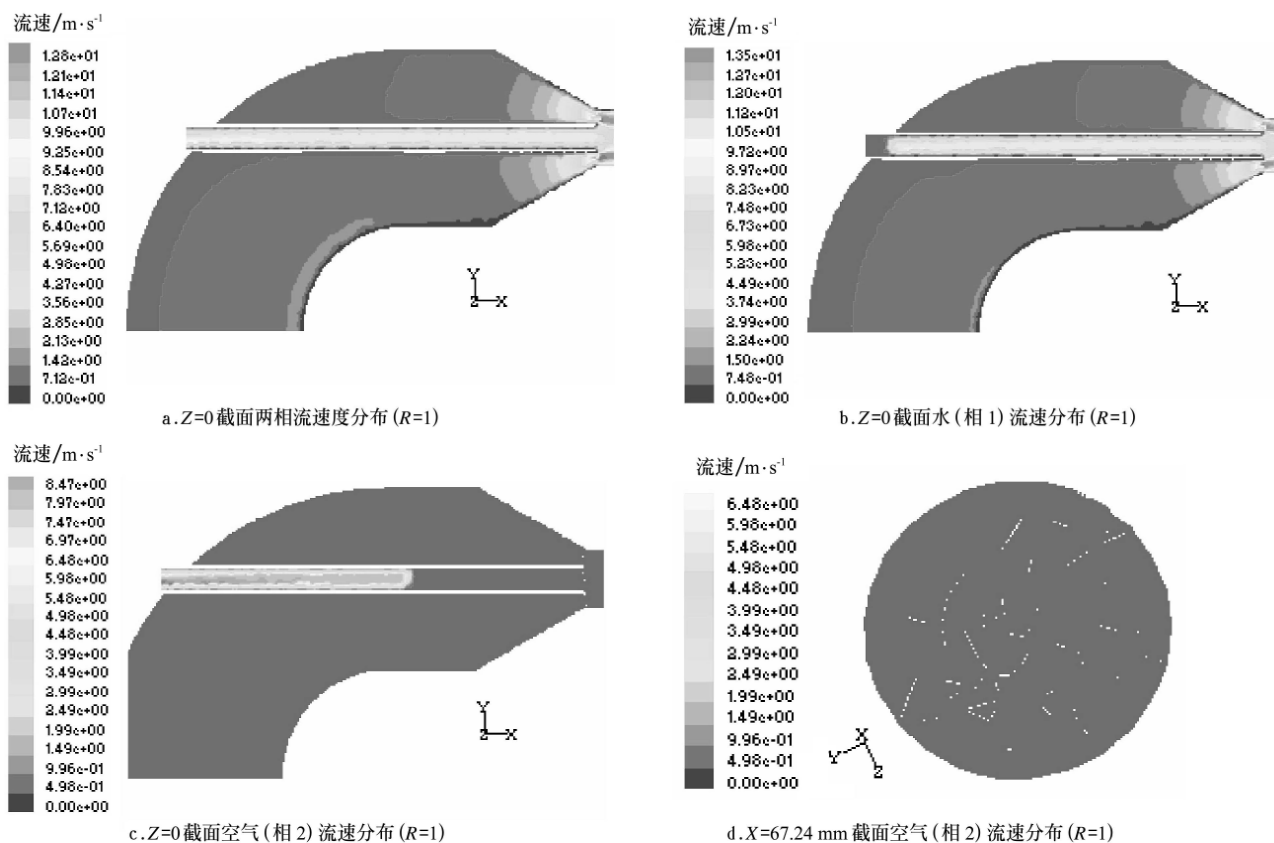 流速/m·s⁻¹
1.28e+01
1.21e+01
1.14e+01
1.07e+01
9.96e+00
9.25e+00
8.54e+00
7.83e+00
7.12e+00
6.40e+00
5.69e+00
4.98e+00
4.27e+00
3.56e+00
2.85e+00
2.13e+00
1.42e+00
7.12e-01
0.00e+00
Y
Z
X
a.Z=0截面两相流速度分布(R=1)
流速/m·s⁻¹
1.35e+01
1.27e+01
1.20e+01
1.12e+01
1.05e+01
9.72e+00
8.97e+00
8.23e+00
7.48e+00
6.73e+00
5.98e+00
5.23e+00
4.49e+00
3.74e+00
2.99e+00
2.24e+00
1.50e+00
7.48e-01
0.00e+00
Y
Z
X
b.Z=0截面水(相1)流速分布(R=1)
流速/m·s⁻¹
8.47e+00
7.97e+00
7.47e+00
6.97e+00
6.48e+00
5.98e+00
5.48e+00
4.98e+00
4.48e+00
3.99e+00
3.49e+00
2.99e+00
2.49e+00
1.99e+00
1.49e+00
9.96e-01
4.98e-01
0.00e+00
Y
Z
X
c.Z=0截面空气(相2)流速分布(R=1)
流速/m·s⁻¹
6.48e+00
5.98e+00
5.48e+00
4.98e+00
4.48e+00
3.99e+00
3.49e+00
2.99e+00
2.49e+00
1.99e+00
1.49e+00
9.96e-01
4.98e-01
0.00e+00
X
Y
Z
d.X=67.24 mm截面空气(相2)流速分布(R=1)